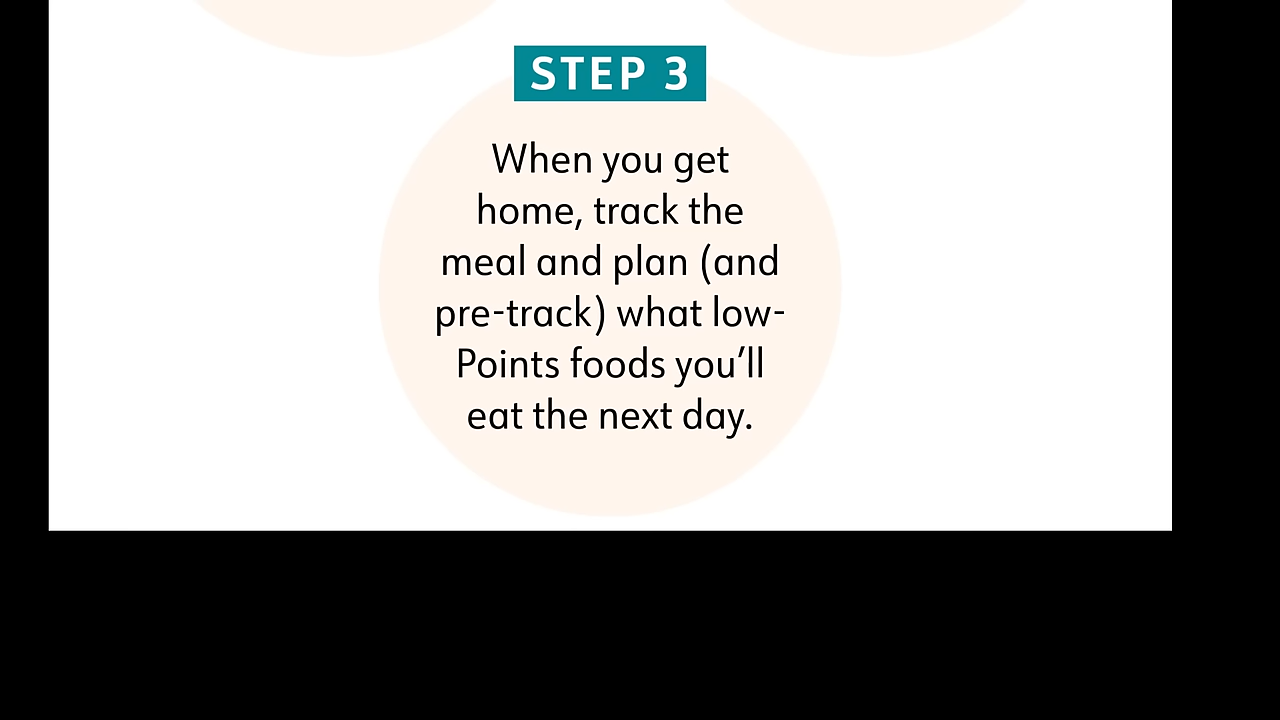 STEP 3
When you get
home, track the
meal and plan (and
pre-track) what low-
Points foods you’ll
eat the next day.